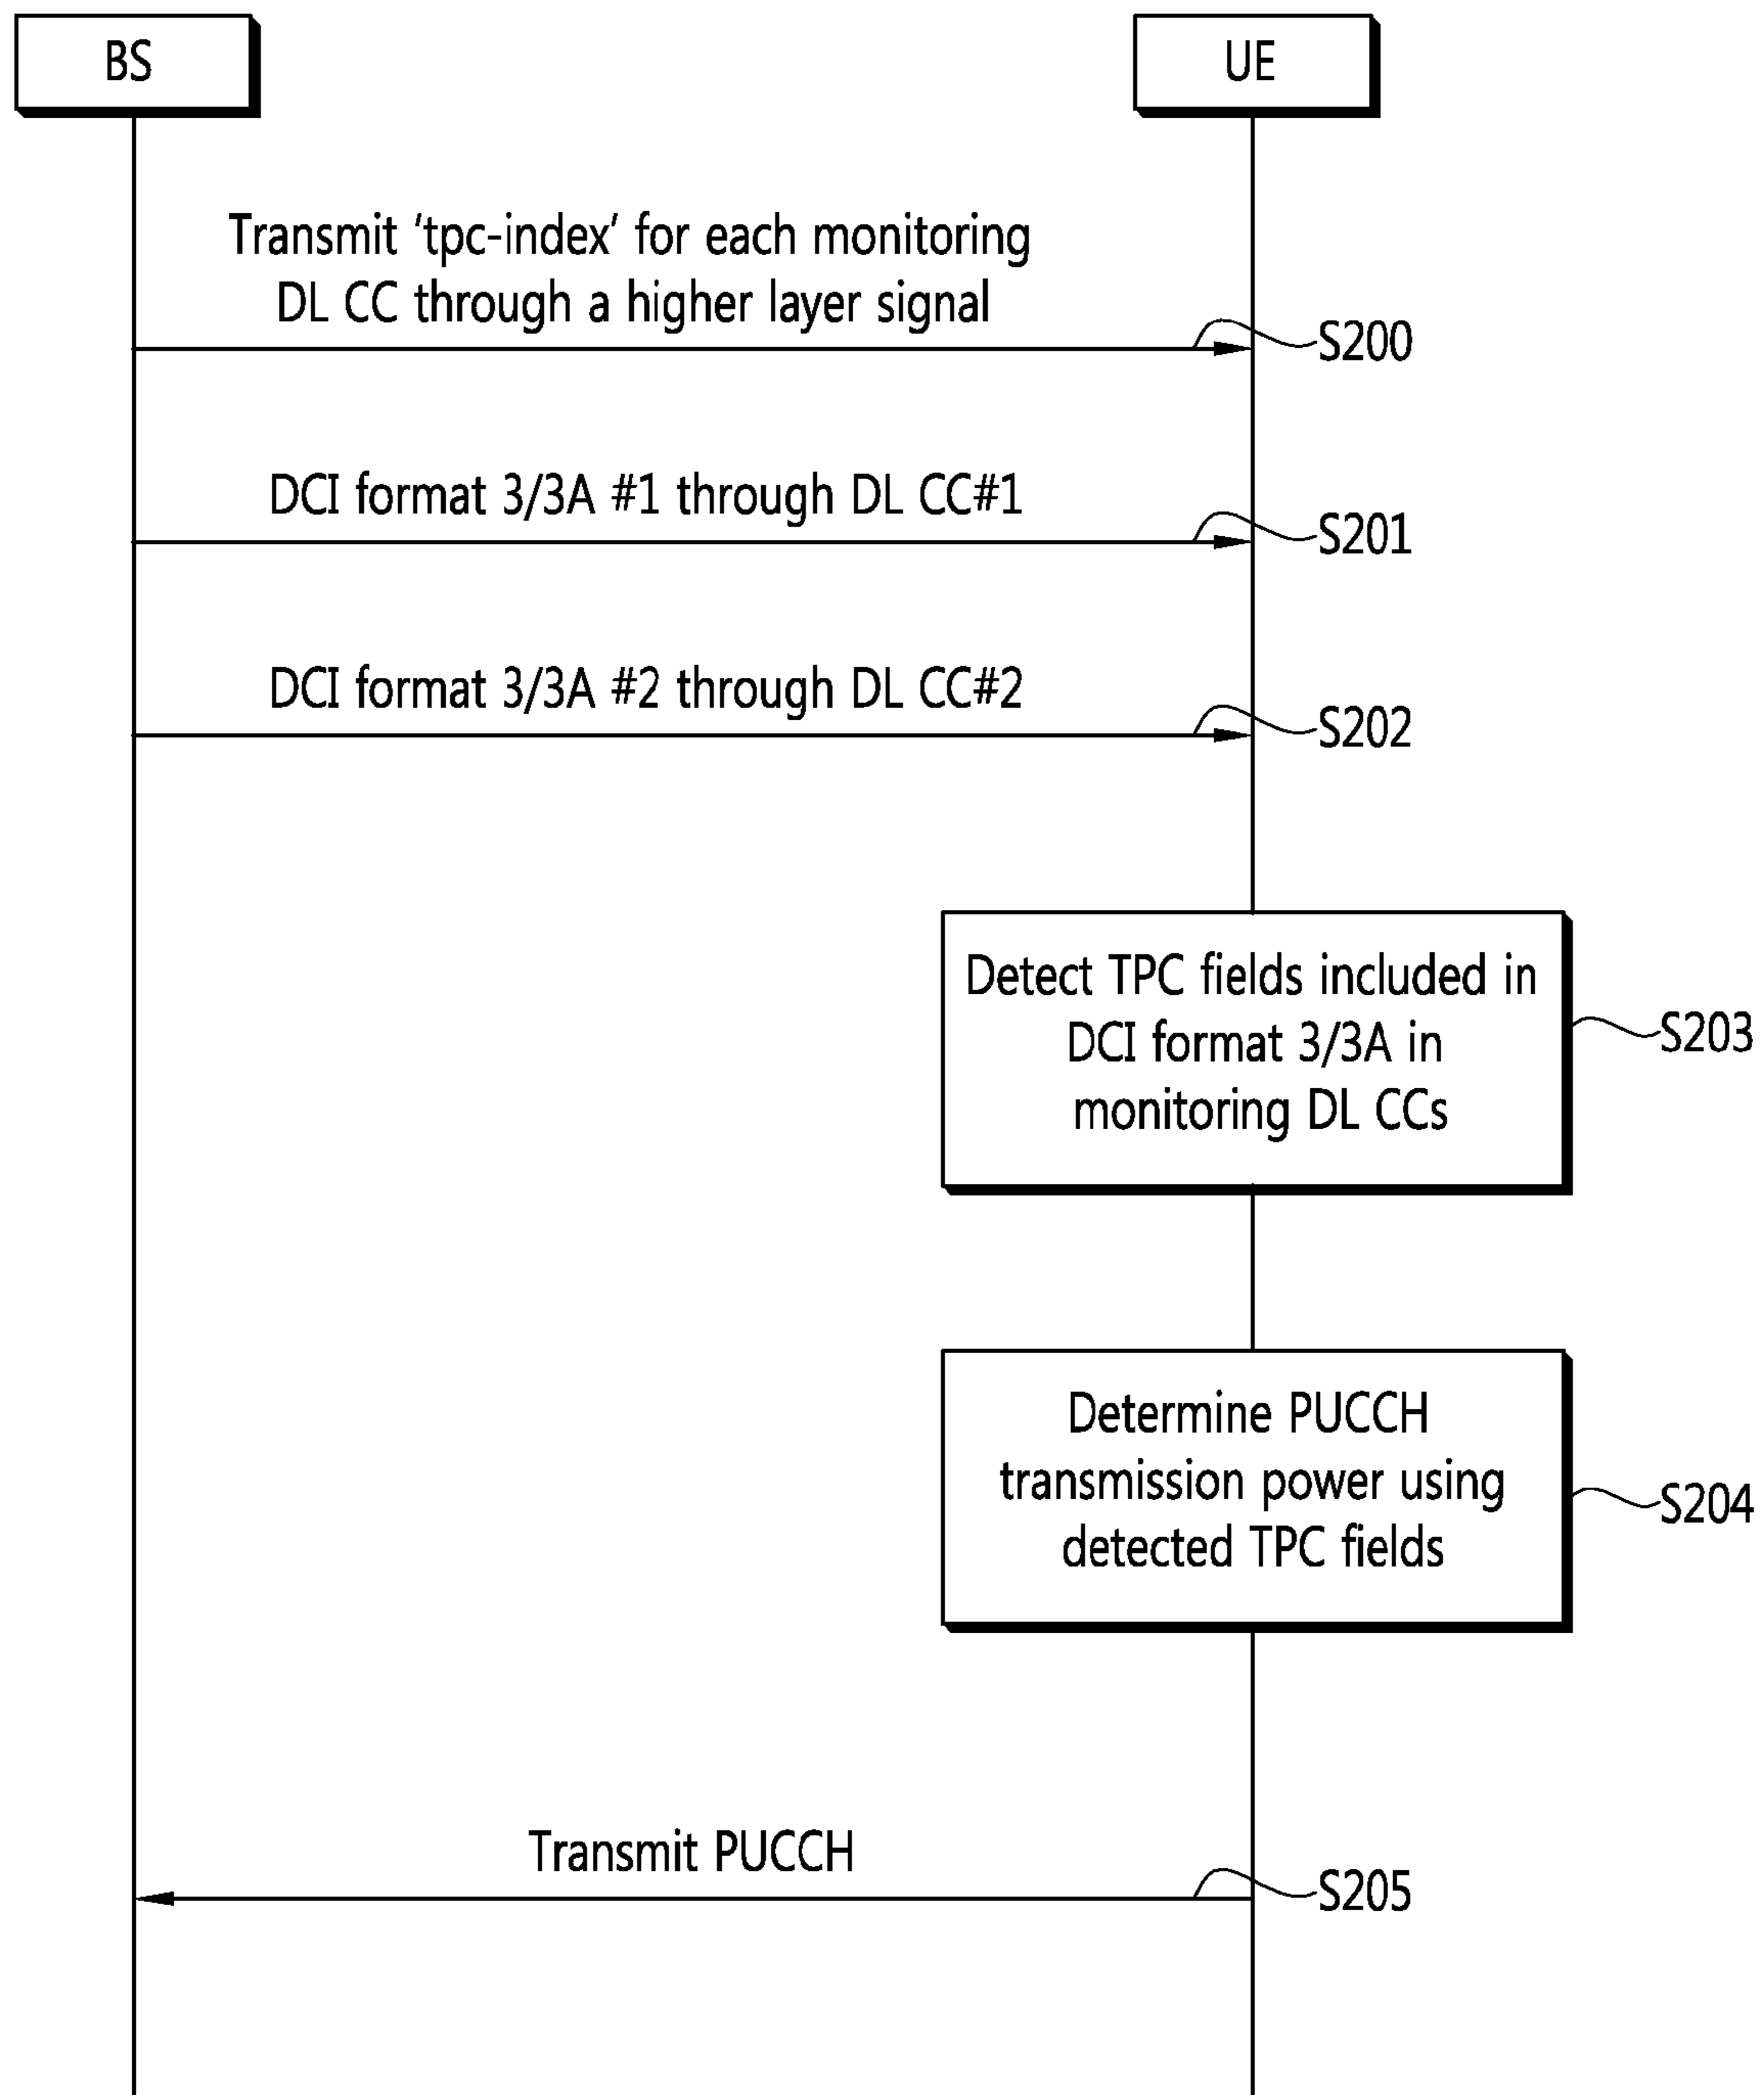 BS
UE
Transmit ‘tpc-index’ for each monitoring
DL CC through a higher layer signal
S200
DCI format 3/3A #1 through DL CC#1
S201
DCI format 3/3A #2 through DL CC#2
S202
Detect TPC fields included in
DCI format 3/3A in
monitoring DL CCs
S203
Determine PUCCH
transmission power using
detected TPC fields
S204
Transmit PUCCH
S205